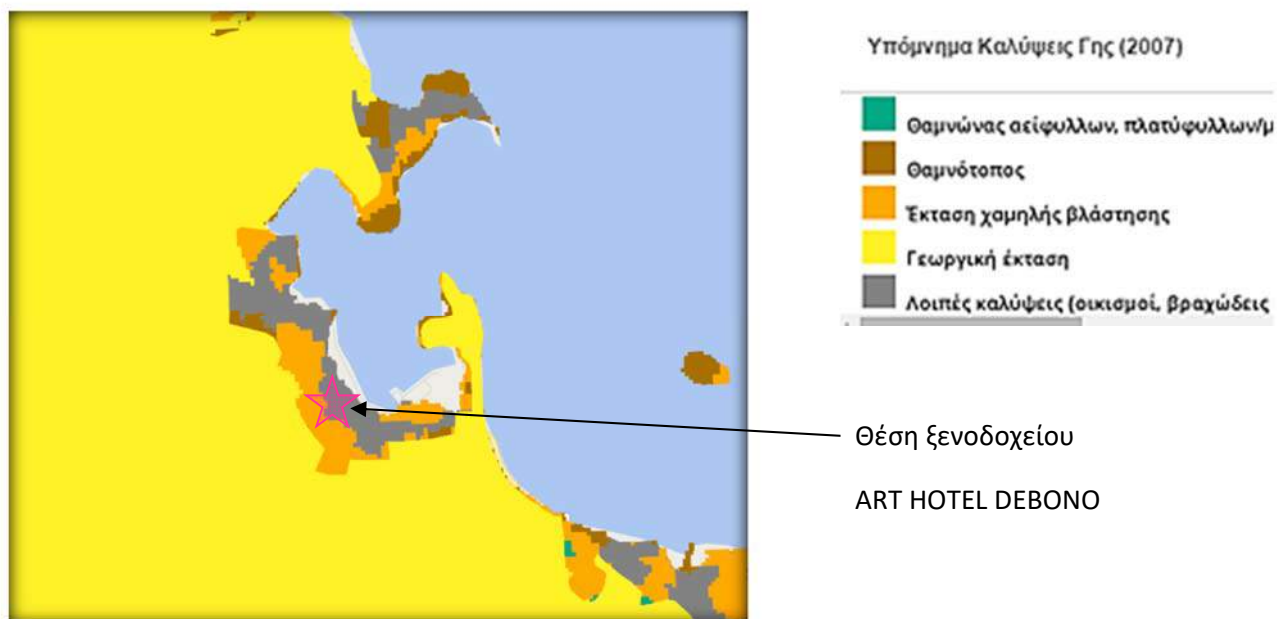 Υπόμνημα Καλύψεις Γης (2007)
Θαμνώνας αείφυλλων, πλατύφυλλων/μ
Θαμνότοπος
Έκταση χαμηλής βλάστησης
Γεωργική έκταση
Λοιπές καλύψεις (οικισμοί, βραχώδεις
Θέση ξενοδοχείου
ART HOTEL DEBONO